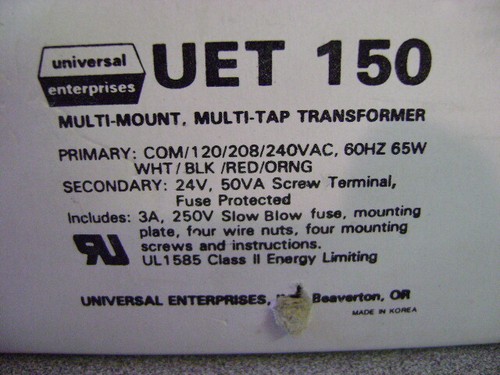 universal
enterprises
UET 150
MULTI-MOUNT, MULTI-TAP TRANSFORMER
PRIMARY: COM/120/208/240VAC, 60HZ 65W
WHT/BLK/RED/ORNG
SECONDARY: 24V, 50VA Screw Terminal,
Fuse Protected
Includes: 3A, 250V Slow Blow fuse, mounting
plate, four wire nuts, four mounting
screws and instructions.
UL1585 Class II Energy Limiting
UNIVERSAL ENTERPRISES, Beaverton, OR
MADE IN KOREA